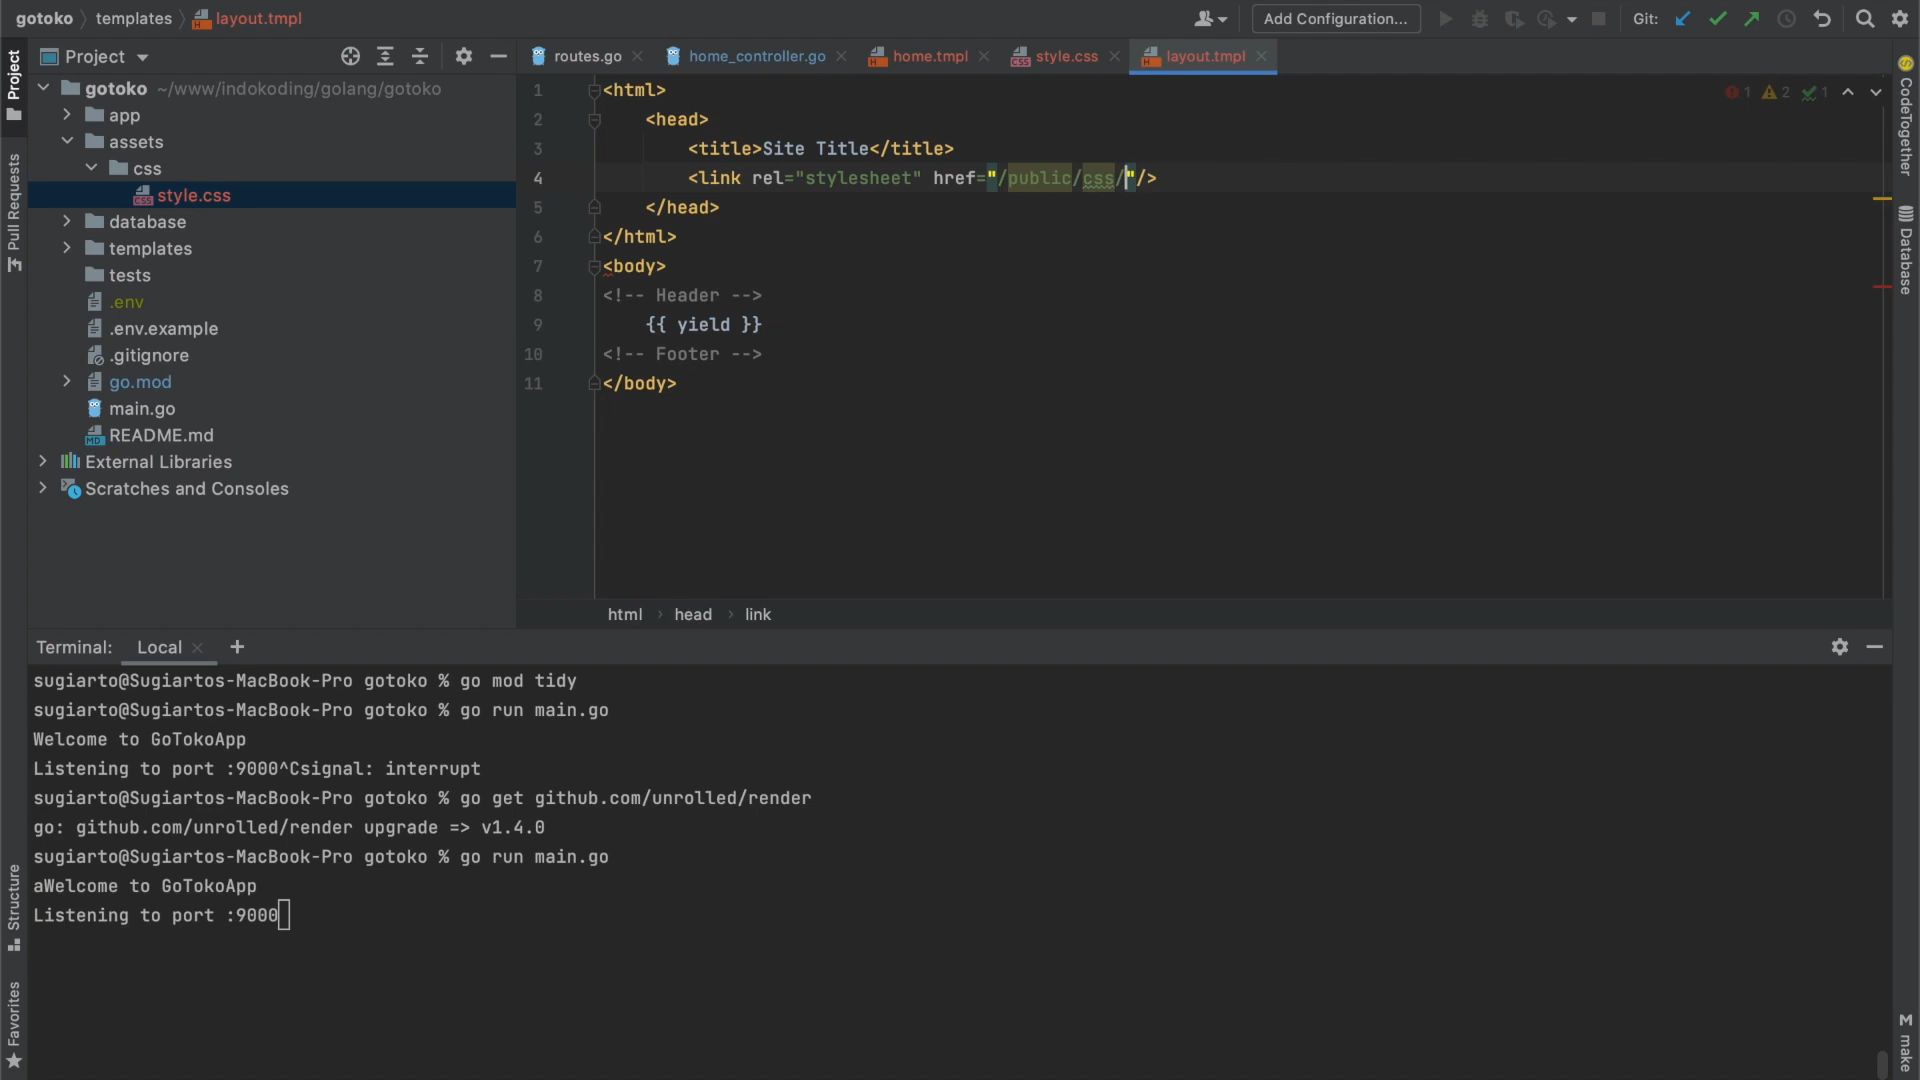 gotoko templates layout.tmpl
Add Configuration...
Git:
Project
routes.go
home_controller.go
home.tmpl
style.css
layout.tmpl
Project
Pull Requests
Structure
Favorites
gotoko ~/www/indokoding/golang/gotoko
app
assets
css
style.css
database
templates
tests
.env
.env.example
.gitignore
go.mod
main.go
README.md
External Libraries
Scratches and Consoles
1 <html>
2 <head>
3 <title>Site Title</title>
4 <link rel="stylesheet" href="/public/css/"/>
5 </head>
6 </html>
7 <body>
8 <!-- Header -->
9 {{ yield }}
10 <!-- Footer -->
11 </body>
1 2 1
html head link
CodeTogether
Database
make
Terminal: Local
sugiarto@Sugiartos-MacBook-Pro gotoko % go mod tidy
sugiarto@Sugiartos-MacBook-Pro gotoko % go run main.go
Welcome to GoTokoApp
Listening to port :9000^Csignal: interrupt
sugiarto@Sugiartos-MacBook-Pro gotoko % go get github.com/unrolled/render
go: github.com/unrolled/render upgrade => v1.4.0
sugiarto@Sugiartos-MacBook-Pro gotoko % go run main.go
aWelcome to GoTokoApp
Listening to port :9000